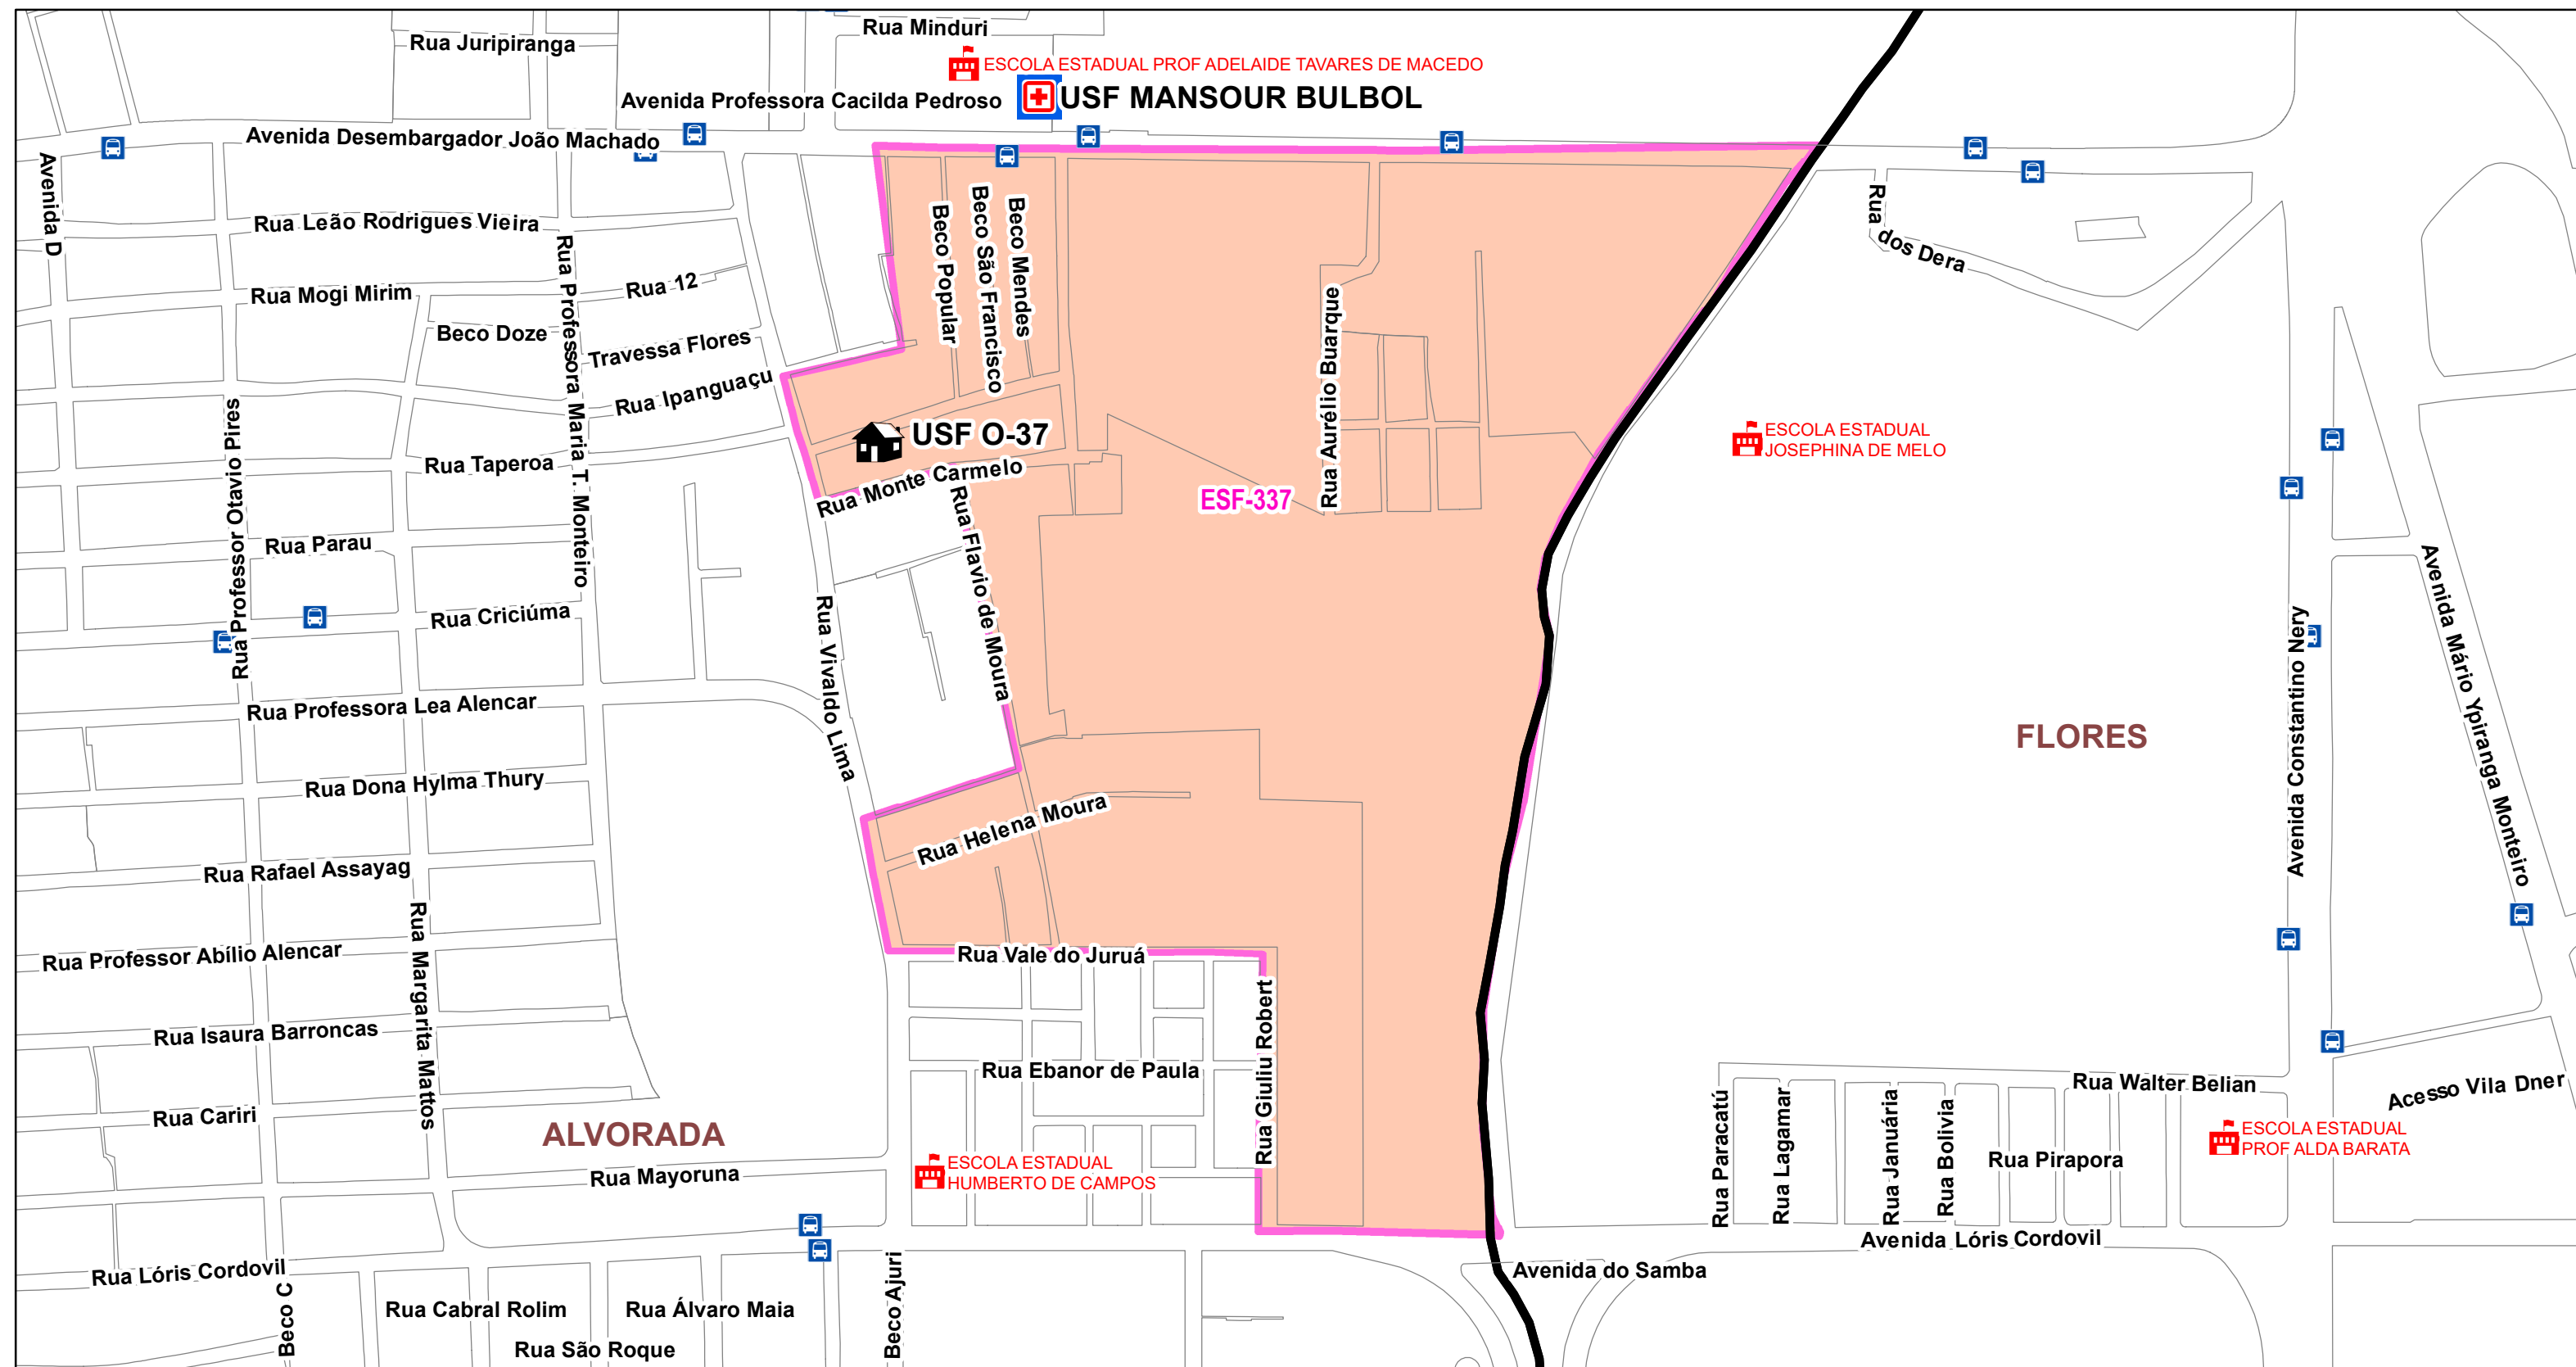 Rua Minduri
Rua Juripiranga
ESCOLA ESTADUAL PROF ADELAIDE TAVARES DE MACEDO
Avenida Professora Cacilda Pedroso
USF MANSOUR BULBOL
Avenida Desembargador João Machado
Avenida D
Rua Leão Rodrigues Vieira
Rua Mogi Mirim
Rua 12
Beco Doze
Travessa Flores
Rua Ipanguaçu
Rua Professora Maria T. Monteiro
Beco Popular
Beco São Francisco
Beco Mendes
Rua Aurélio Buarque
Rua dos Dera
USF O-37
Rua Monte Carmelo
Rua Taperoa
Rua Professor Otavio Pires
ESCOLA ESTADUAL
JOSEPHINA DE MELO
ESF-337
Rua Flavio de Moura
Rua Parau
Rua Criciúma
Rua Vivaldo Lima
Rua Professora Lea Alencar
FLORES
Avenida Constantino Nery
Avenida Mário Ypiranga Monteiro
Rua Dona Hylma Thury
Rua Helena Moura
Rua Rafael Assayag
Rua Margarita Mattos
Rua Professor Abílio Alencar
Rua Vale do Juruá
Rua Isaura Barroncas
Rua Ebanor de Paula
Rua Giuliu Robert
Rua Walter Belian
Acesso Vila Dner
Rua Cariri
ALVORADA
Rua Paracatú
Rua Lagamar
Rua Januária
Rua Bolivia
Rua Pirapora
ESCOLA ESTADUAL
PROF ALDA BARATA
ESCOLA ESTADUAL
HUMBERTO DE CAMPOS
Rua Mayoruna
Avenida Lóris Cordovil
Rua Lóris Cordovil
Avenida do Samba
Beco C
Rua Cabral Rolim
Rua Álvaro Maia
Beco Ajuri
Rua São Roque